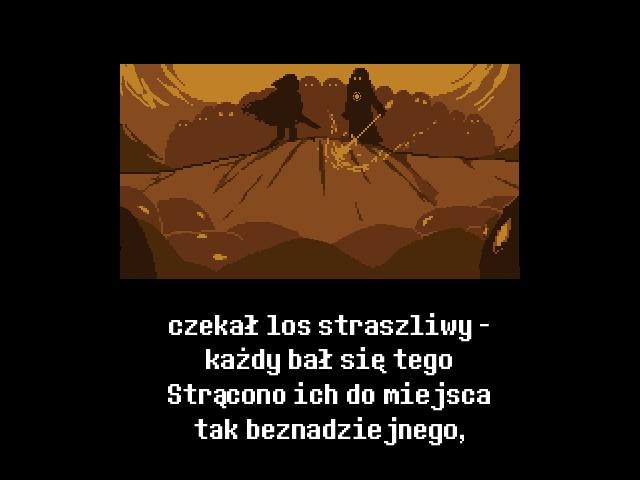 czekał los straszliwy -
każdy bał się tego
Strącono ich do miejsca
tak beznadziejnego,